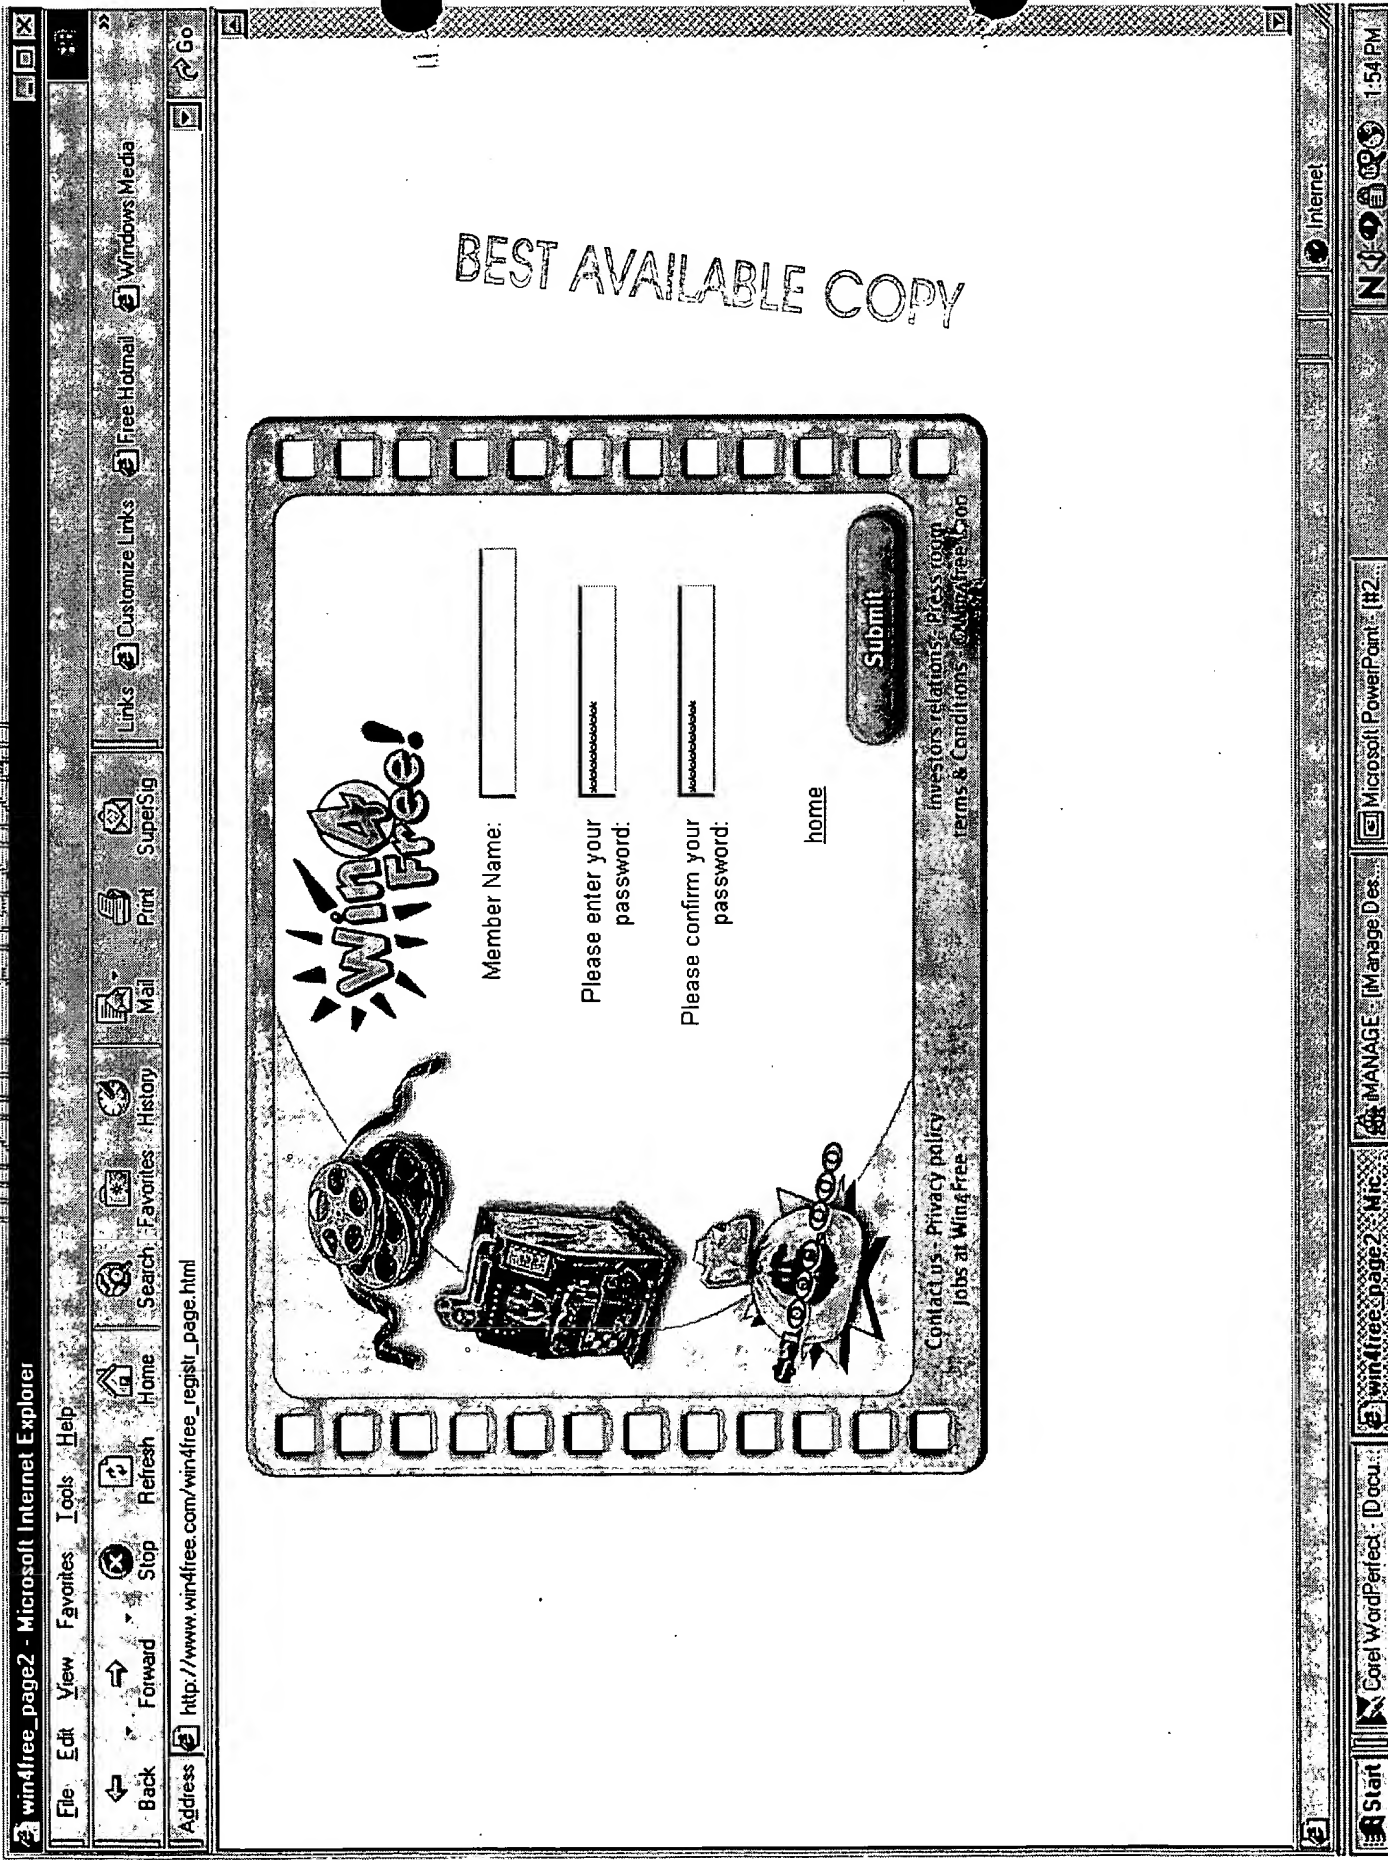 win4free_page2 - Microsoft Internet Explorer
File Edit View Favorites Tools Help
Back Forward Stop Refresh Home Search Favorites History Mail Print SuperSig Links Customize Links Free Hotmail Windows Media »
Address http://www.win4free.com/win4free_registr_page.html Go
Win4
Free!
Member Name:
Please enter your
password: **********
Please confirm your
password: **********
home
Submit
Contact us - Privacy policy
Jobs at Win4Free
Investors relations - Press room
terms & Conditions -
BEST AVAILABLE COPY
Internet
Start Corel WordPerfect - [Docu... win4free_page2 - Mic... iMANAGE - [iManage Des... Microsoft PowerPoint - [#2... N 1:54 PM